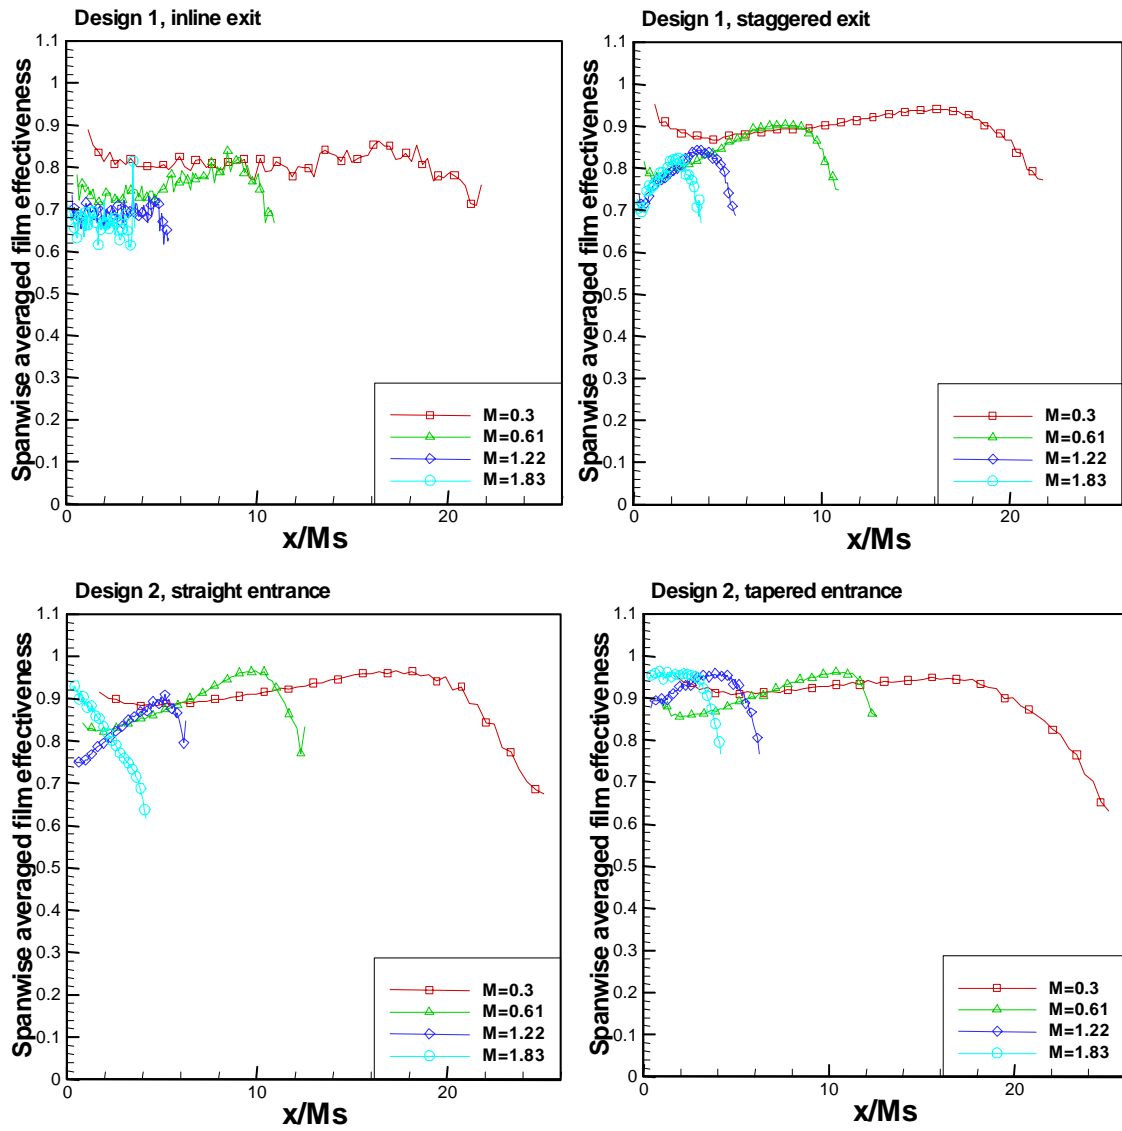 Design 1, inline exit
Spanwise averaged film effectiveness
1.1
1
0.9
0.8
0.7
0.6
0.5
0.4
0.3
0.2
0.1
0
0
10
20
x/Ms
M=0.3
M=0.61
M=1.22
M=1.83
Design 1, staggered exit
Spanwise averaged film effectiveness
1.1
1
0.9
0.8
0.7
0.6
0.5
0.4
0.3
0.2
0.1
0
0
10
20
x/Ms
M=0.3
M=0.61
M=1.22
M=1.83
Design 2, straight entrance
Spanwise averaged film effectiveness
1.1
1
0.9
0.8
0.7
0.6
0.5
0.4
0.3
0.2
0.1
0
0
10
20
x/Ms
M=0.3
M=0.61
M=1.22
M=1.83
Design 2, tapered entrance
Spanwise averaged film effectiveness
1.1
1
0.9
0.8
0.7
0.6
0.5
0.4
0.3
0.2
0.1
0
0
10
20
x/Ms
M=0.3
M=0.61
M=1.22
M=1.83